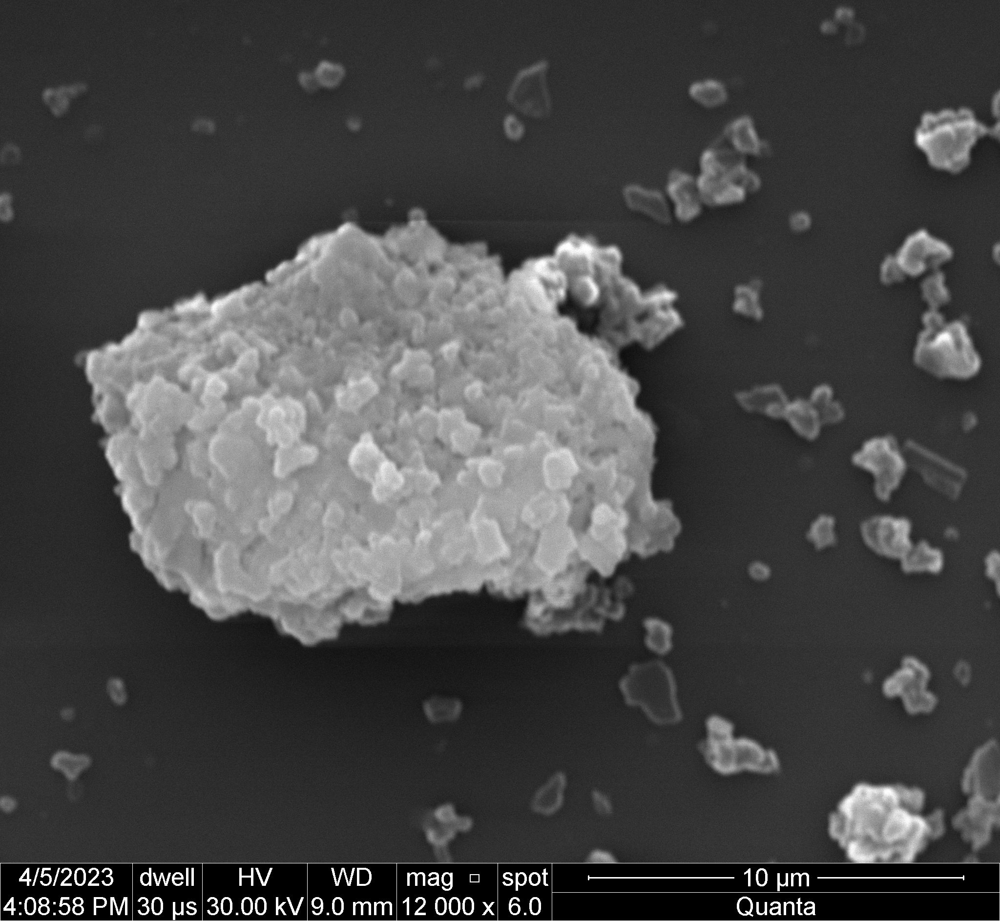 4/5/2023 dwell HV WD mag □ spot 10 µm
4:08:58 PM 30 µs 30.00 kV 9.0 mm 12 000 x 6.0 Quanta